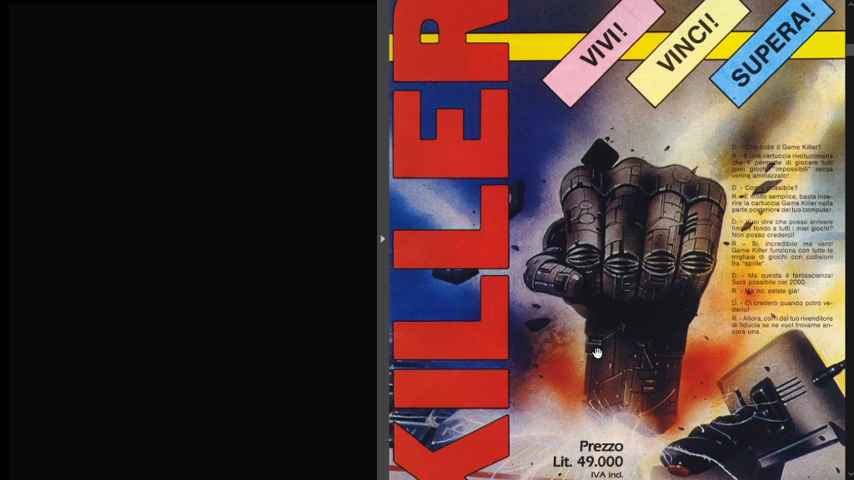 KILLER
VIVI!
VINCI!
SUPERA!
D. - Che cos'è il Game Killer?
R. - È una cartuccia rivoluzionaria
che ti permette di giocare tutti
quei giochi "impossibili" senza
venire ammazzato!
D. - Com'è possibile?
R. - È molto semplice, basta inse-
rire la cartuccia Game Killer nella
parte posteriore del tuo computer.
D. - Vuoi dire che posso arrivare
fino in fondo a tutti i miei giochi?
Non posso crederci!
R. - Sì, incredibile ma vero!
Game Killer funziona con tutte le
migliaia di giochi con collisioni
fra "sprite".
D. - Ma questa è fantascienza!
Sarà possibile nel 2000.
R. - Ma no, esiste già!
D. - Ci crederò quando potrò ve-
derlo!
R. - Allora, corri dal tuo rivenditore
di fiducia se ne vuoi trovarne an-
cora una.
Prezzo
Lit. 49.000
IVA incl.